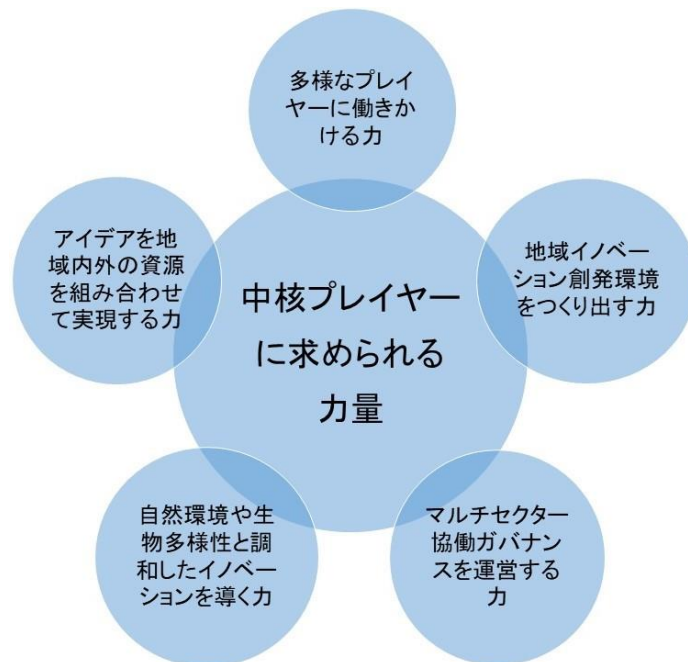 多様なプレイ
ヤーに働きか
ける力
アイデアを地
域内外の資源
を組み合わせ
て実現する力
地域イノベー
ション創発環境
をつくり出す力
中核プレイヤー
に求められる
力量
自然環境や生
物多様性と調
和したイノベー
ションを導く力
マルチセクター
協働ガバナン
スを運営する
力